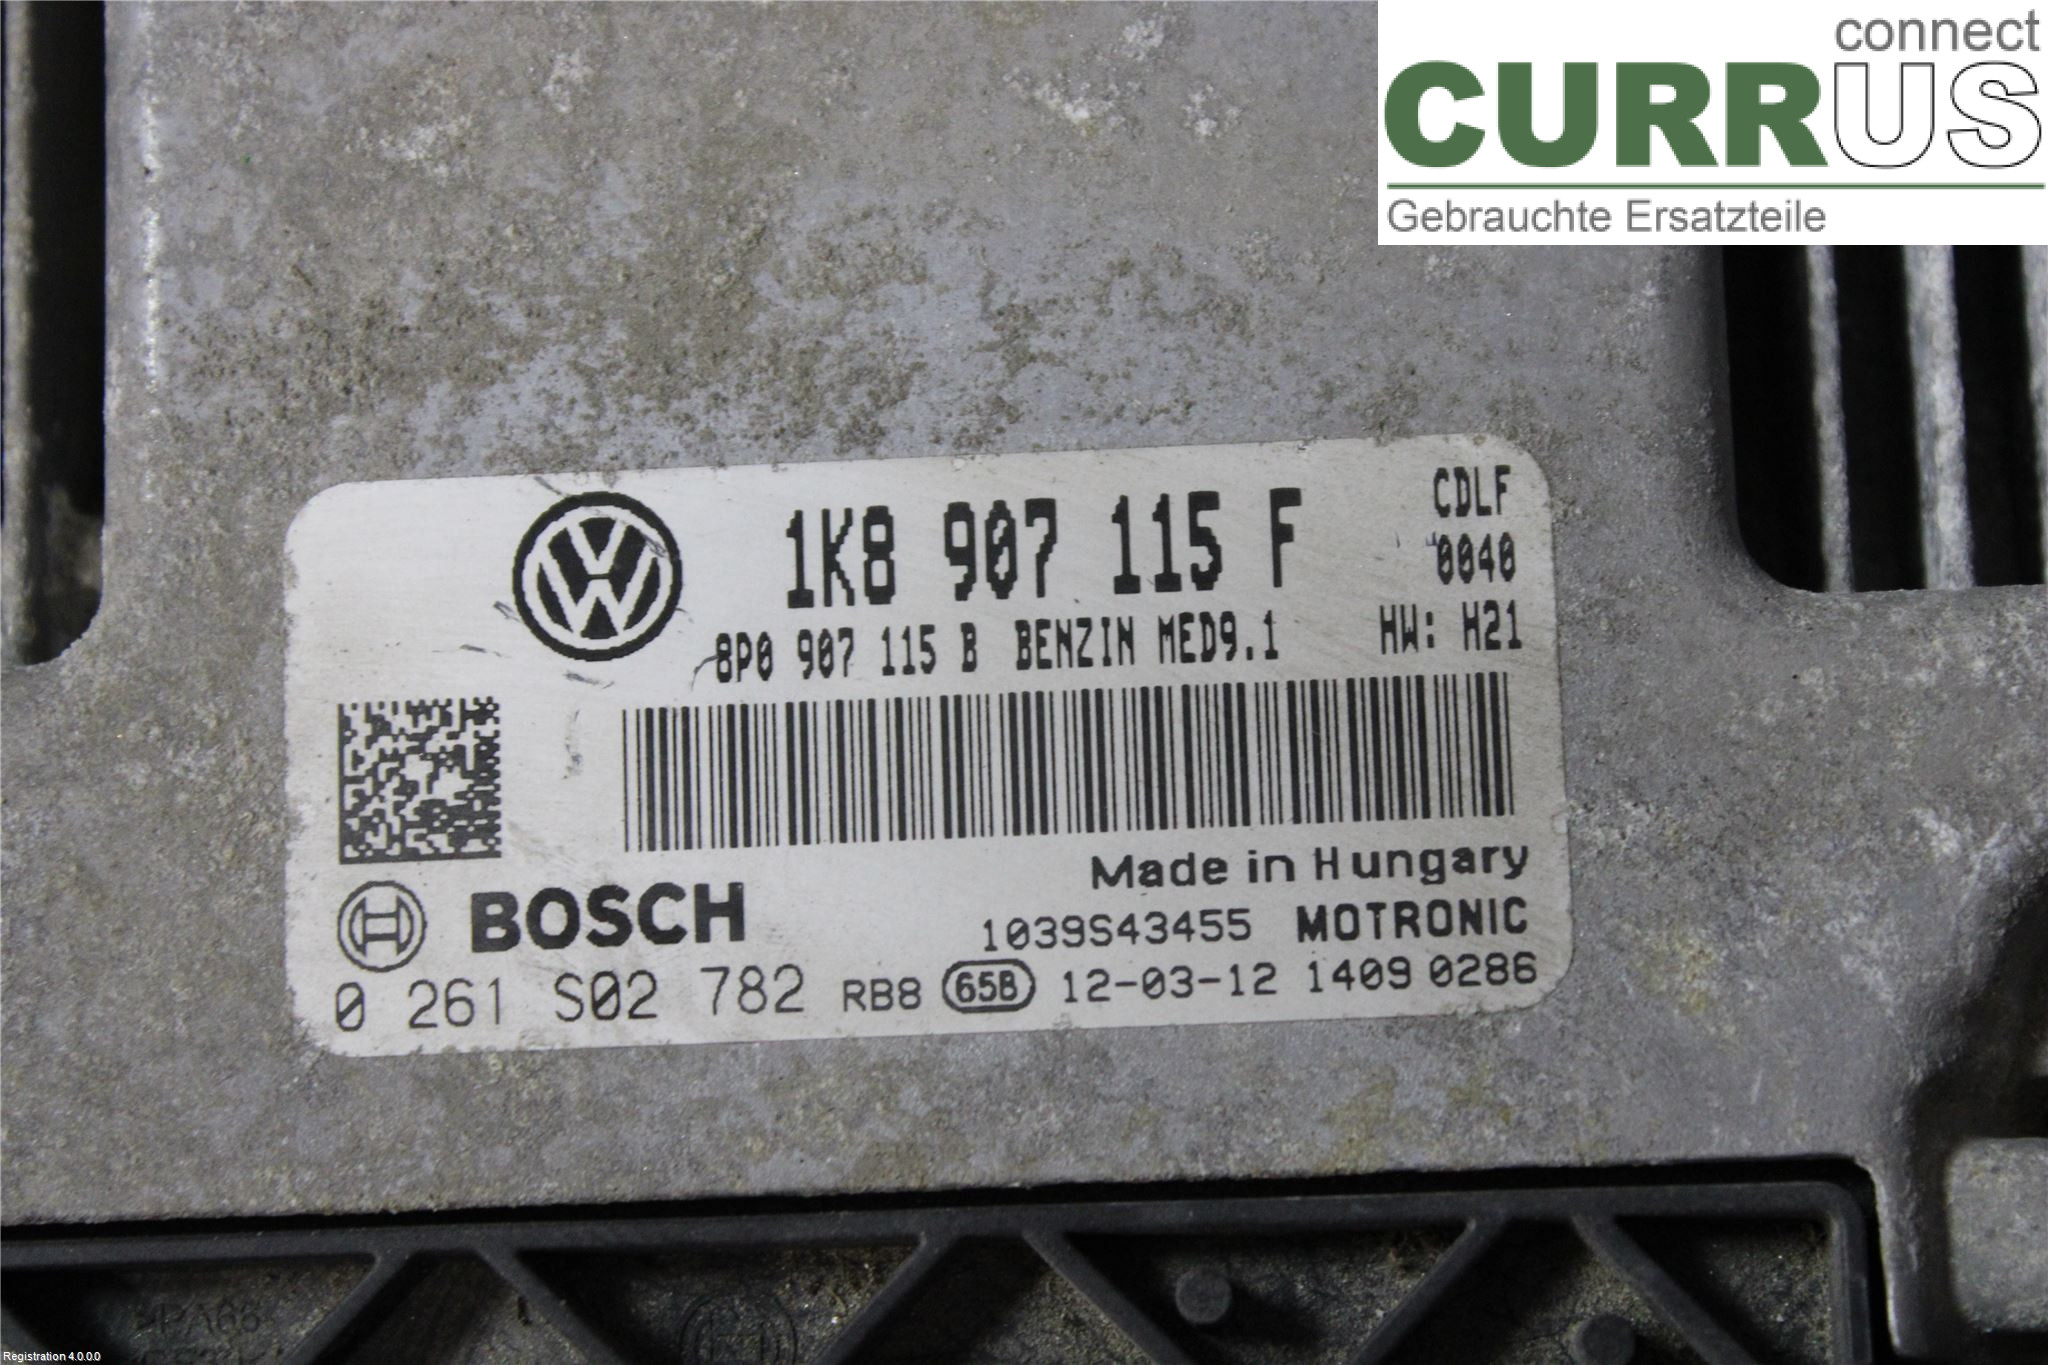 connect
CURRUS
Gebrauchte Ersatzteile
1K8 907 115 F
CDLF
0040
8P0 907 115 B BENZIN MED9.1 HW: H21
Made in Hungary
BOSCH
1039S43455 MOTRONIC
0 261 S02 782 RB8 65B 12-03-12 1409 0286
>PA66
Registration 4.0.0.0